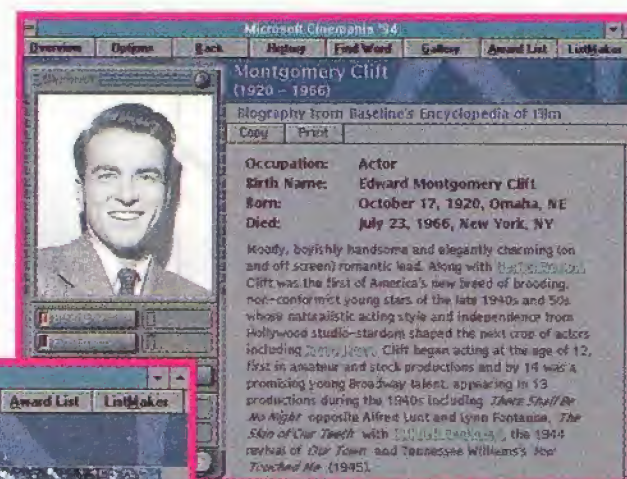 Microsoft Cinemania '94
Overview Options Back History Find Word Gallery Award List ListMaker
Montgomery Clift
(1920 – 1966)
Biography from Baseline's Encyclopedia of Film
Copy Print
Occupation: Actor
Birth Name: Edward Montgomery Clift
Born: October 17, 1920, Omaha, NE
Died: July 23, 1966, New York, NY
Moody, boyishly handsome and elegantly charming (on
and off screen) romantic lead. Along with
Clift was the first of America's new breed of brooding,
non-conformist young stars of the late 1940s and 50s
whose naturalistic acting style and independence from
Hollywood studio-stardom shaped the next crop of actors
including Clift began acting at the age of 12,
first in amateur and stock productions and by 14 was a
promising young Broadway talent, appearing in 13
productions during the 1940s including There Shall Be
No Night opposite Alfred Lunt and Lynn Fontanne, The
Skin of Our Teeth with the 1944
revival of Our Town and Tennessee Williams's You
Touched Me (1945).
Award List ListMaker